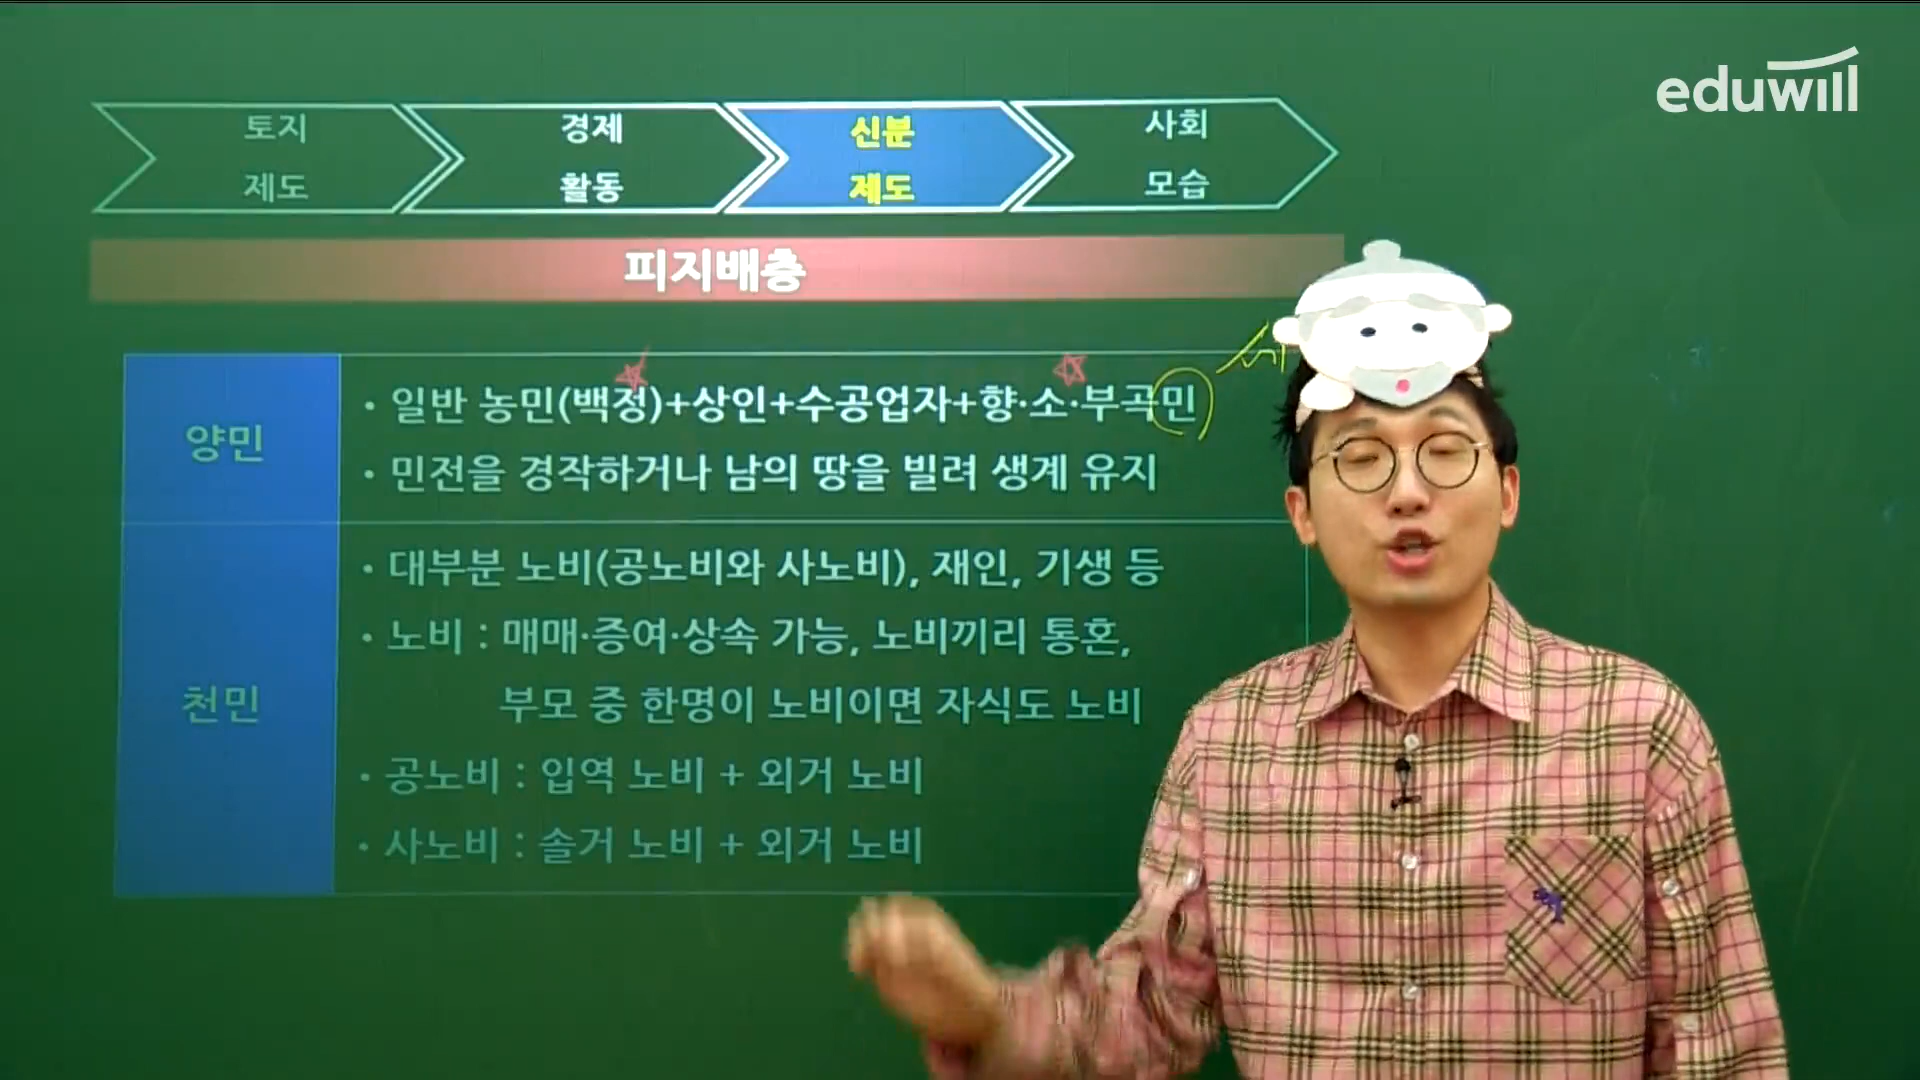 eduwill
토지
제도
경제
활동
신분
제도
사회
모습
피지배층
양민
• 일반 농민(백정)+상인+수공업자+향·소·부곡민
• 민전을 경작하거나 남의 땅을 빌려 생계 유지
천민
• 대부분 노비(공노비와 사노비), 재인, 기생 등
• 노비 : 매매·증여·상속 가능, 노비끼리 통혼,
부모 중 한명이 노비이면 자식도 노비
• 공노비 : 입역 노비 + 외거 노비
• 사노비 : 솔거 노비 + 외거 노비